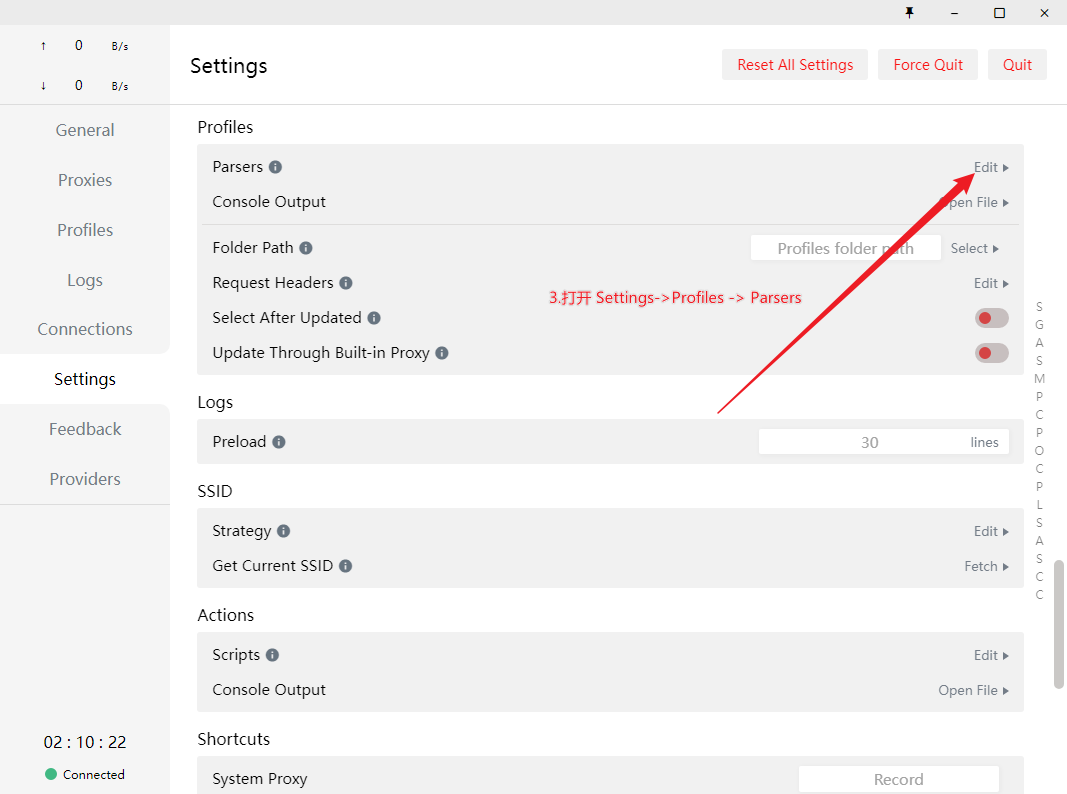 ↑ 0 B/s
↓ 0 B/s
General
Proxies
Profiles
Logs
Connections
Settings
Feedback
Providers
02 : 10 : 22
Connected
Settings
Reset All Settings
Force Quit
Quit
Profiles
Parsers
Edit
Console Output
Open File
Folder Path
Profiles folder path
Select
Request Headers
Edit
3.打开 Settings->Profiles -> Parsers
Select After Updated
Update Through Built-in Proxy
Logs
Preload
30 lines
SSID
Strategy
Edit
Get Current SSID
Fetch
Actions
Scripts
Edit
Console Output
Open File
Shortcuts
System Proxy
Record
S
G
A
S
M
P
C
P
O
C
P
L
S
A
S
C
C